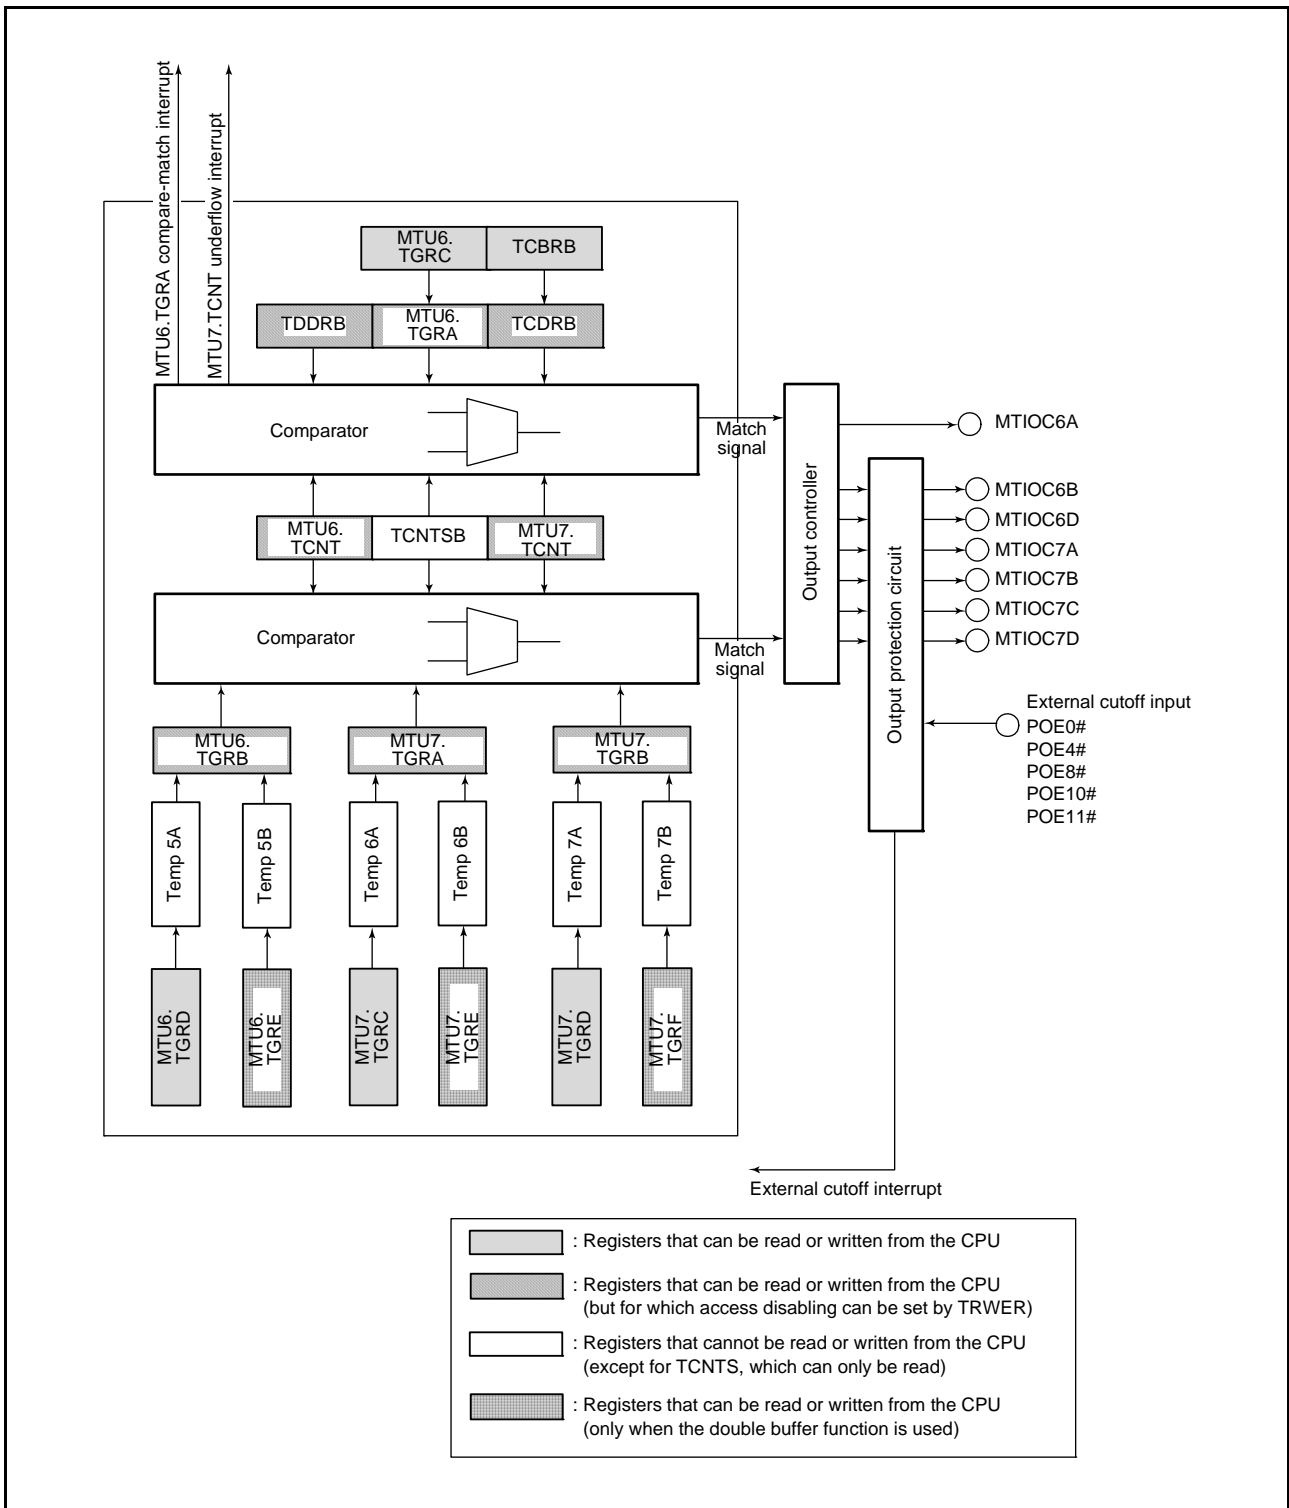 MTU6.TGRA compare-match interrupt
MTU7.TCNT underflow interrupt
MTU6.
TGRC
TCBRB
TDDRB
MTU6.
TGRA
TCDRB
Comparator
Match
signal
MTU6.
TCNT
TCNTSB
MTU7.
TCNT
Comparator
Match
signal
Output controller
Output protection circuit
MTIOC6A
MTIOC6B
MTIOC6D
MTIOC7A
MTIOC7B
MTIOC7C
MTIOC7D
External cutoff input
POE0#
POE4#
POE8#
POE10#
POE11#
MTU6.
TGRB
MTU7.
TGRA
MTU7.
TGRB
Temp 5A
Temp 5B
Temp 6A
Temp 6B
Temp 7A
Temp 7B
MTU6.
TGRD
MTU6.
TGRE
MTU7.
TGRC
MTU7.
TGRE
MTU7.
TGRD
MTU7.
TGRF
External cutoff interrupt
: Registers that can be read or written from the CPU
: Registers that can be read or written from the CPU
(but for which access disabling can be set by TRWER)
: Registers that cannot be read or written from the CPU
(except for TCNTS, which can only be read)
: Registers that can be read or written from the CPU
(only when the double buffer function is used)